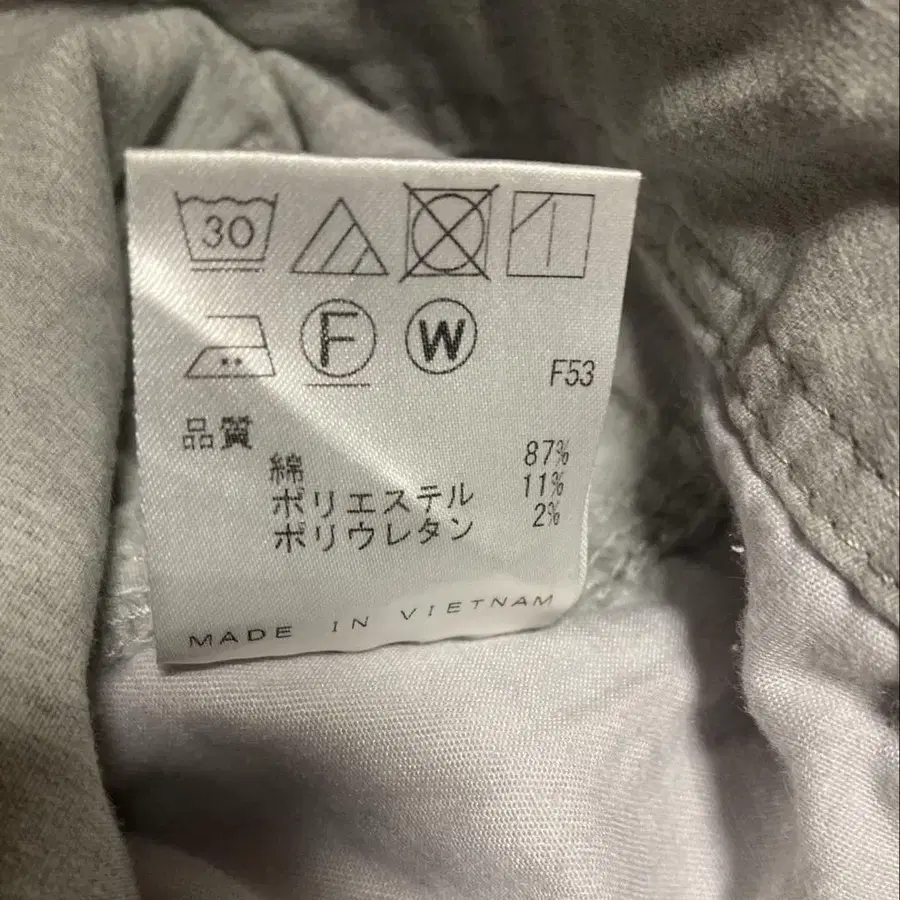 30
F W
F53
品質
綿 87%
ポリエステル 11%
ポリウレタン 2%
MADE IN VIETNAM